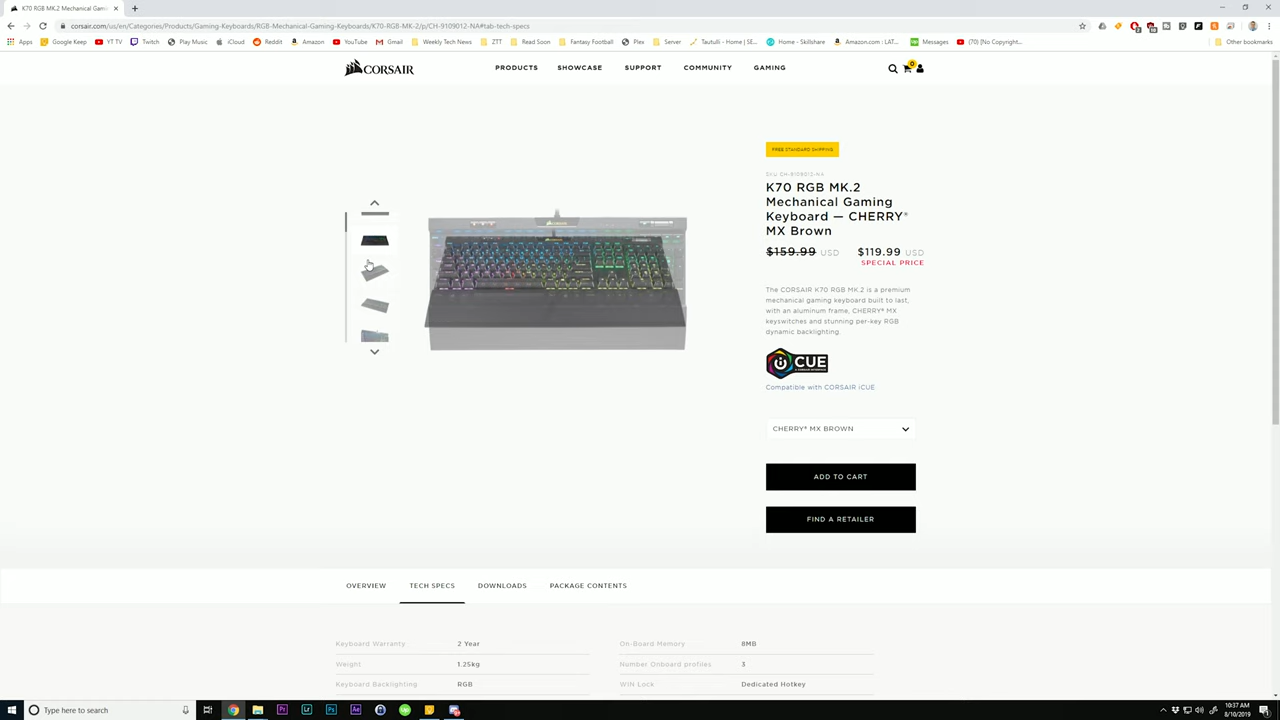 K70 RGB MK.2 Mechanical Gami
corsair.com/us/en/Categories/Products/Gaming-Keyboards/RGB-Mechanical-Gaming-Keyboards/K70-RGB-MK-2/p/CH-9109012-NA#tab-tech-specs
Apps Google Keep YT TV Twitch Play Music iCloud Reddit Amazon YouTube Gmail Weekly Tech News ZTT Read Soon Fantasy Football Plex Server Tautulli - Home | SE... Home - Skillshare Amazon.com : LAT... Messages (70) [No Copyright... Other bookmarks
CORSAIR
PRODUCTS SHOWCASE SUPPORT COMMUNITY GAMING
0
FREE STANDARD SHIPPING
SKU CH-9109012-NA
K70 RGB MK.2
Mechanical Gaming
Keyboard — CHERRY®
MX Brown
$159.99 USD $119.99 USD
SPECIAL PRICE
The CORSAIR K70 RGB MK.2 is a premium
mechanical gaming keyboard built to last,
with an aluminum frame, CHERRY® MX
keyswitches and stunning per-key RGB
dynamic backlighting.
iCUE
Compatible with CORSAIR iCUE
CHERRY® MX BROWN
ADD TO CART
FIND A RETAILER
OVERVIEW TECH SPECS DOWNLOADS PACKAGE CONTENTS
Keyboard Warranty 2 Year On-Board Memory 8MB
Weight 1.25kg Number Onboard profiles 3
Keyboard Backlighting RGB WIN Lock Dedicated Hotkey
Type here to search
10:37 AM
8/10/2019